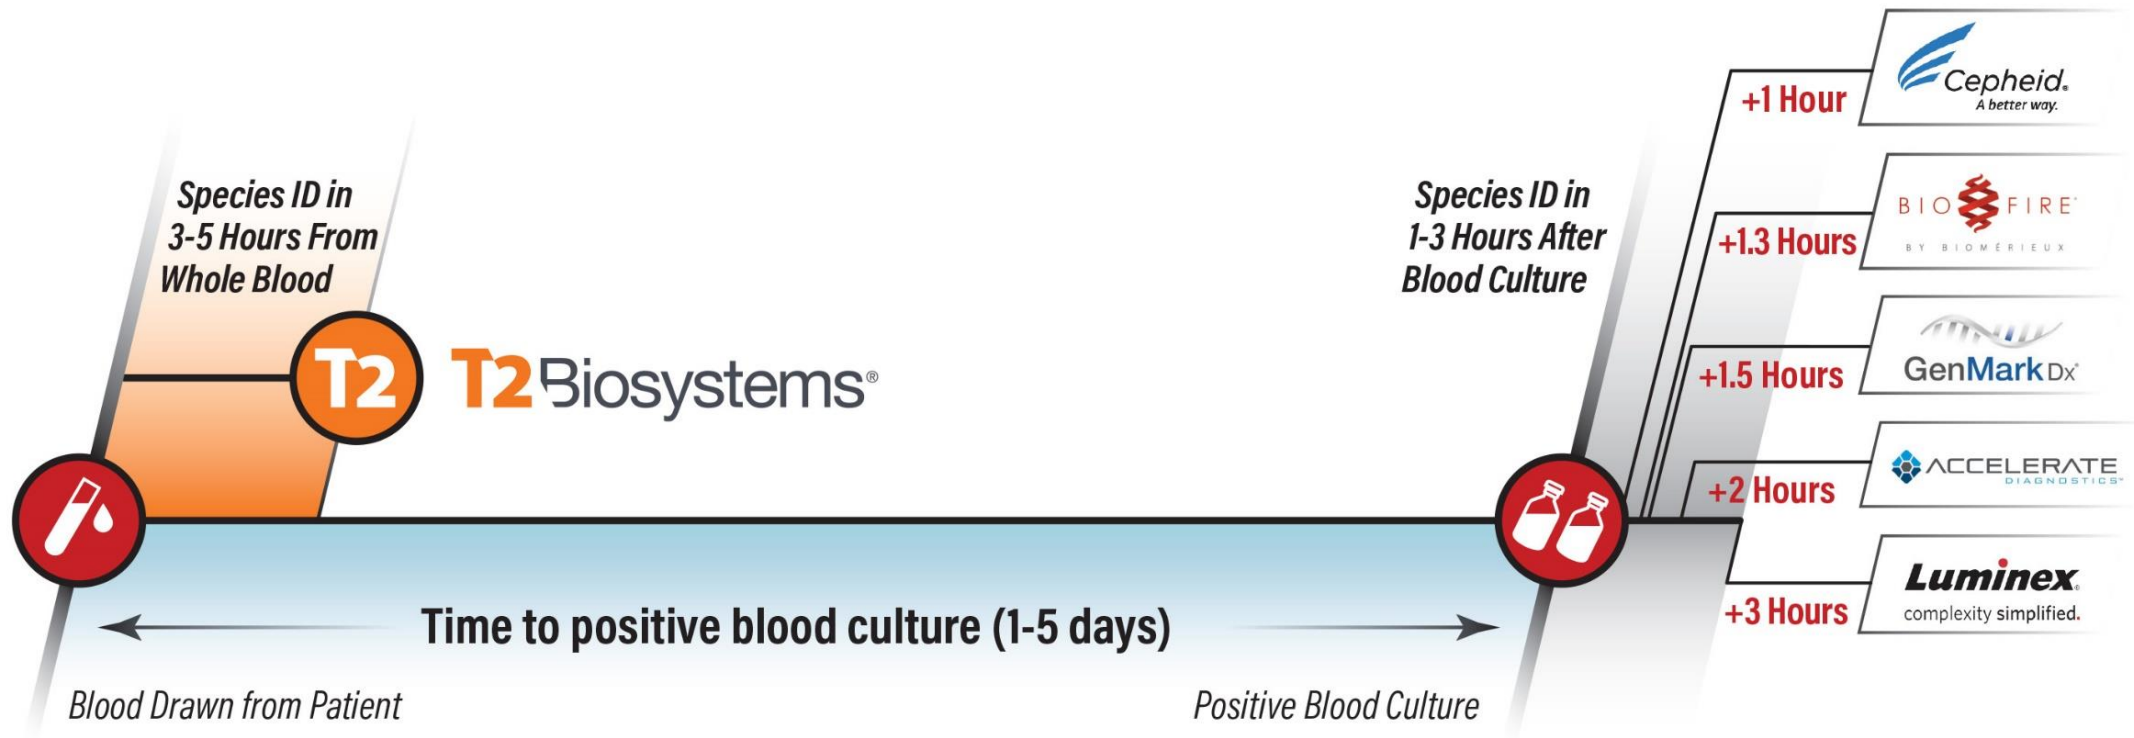 Species ID in
3-5 Hours From
Whole Blood
T2
T2Biosystems®
Species ID in
1-3 Hours After
Blood Culture
+1 Hour
Cepheid®
A better way.
+1.3 Hours
BIOFIRE®
BY BIOMÉRIEUX
+1.5 Hours
GenMark Dx®
+2 Hours
ACCELERATE
DIAGNOSTICS™
+3 Hours
Luminex®
complexity simplified.
Time to positive blood culture (1-5 days)
Blood Drawn from Patient
Positive Blood Culture